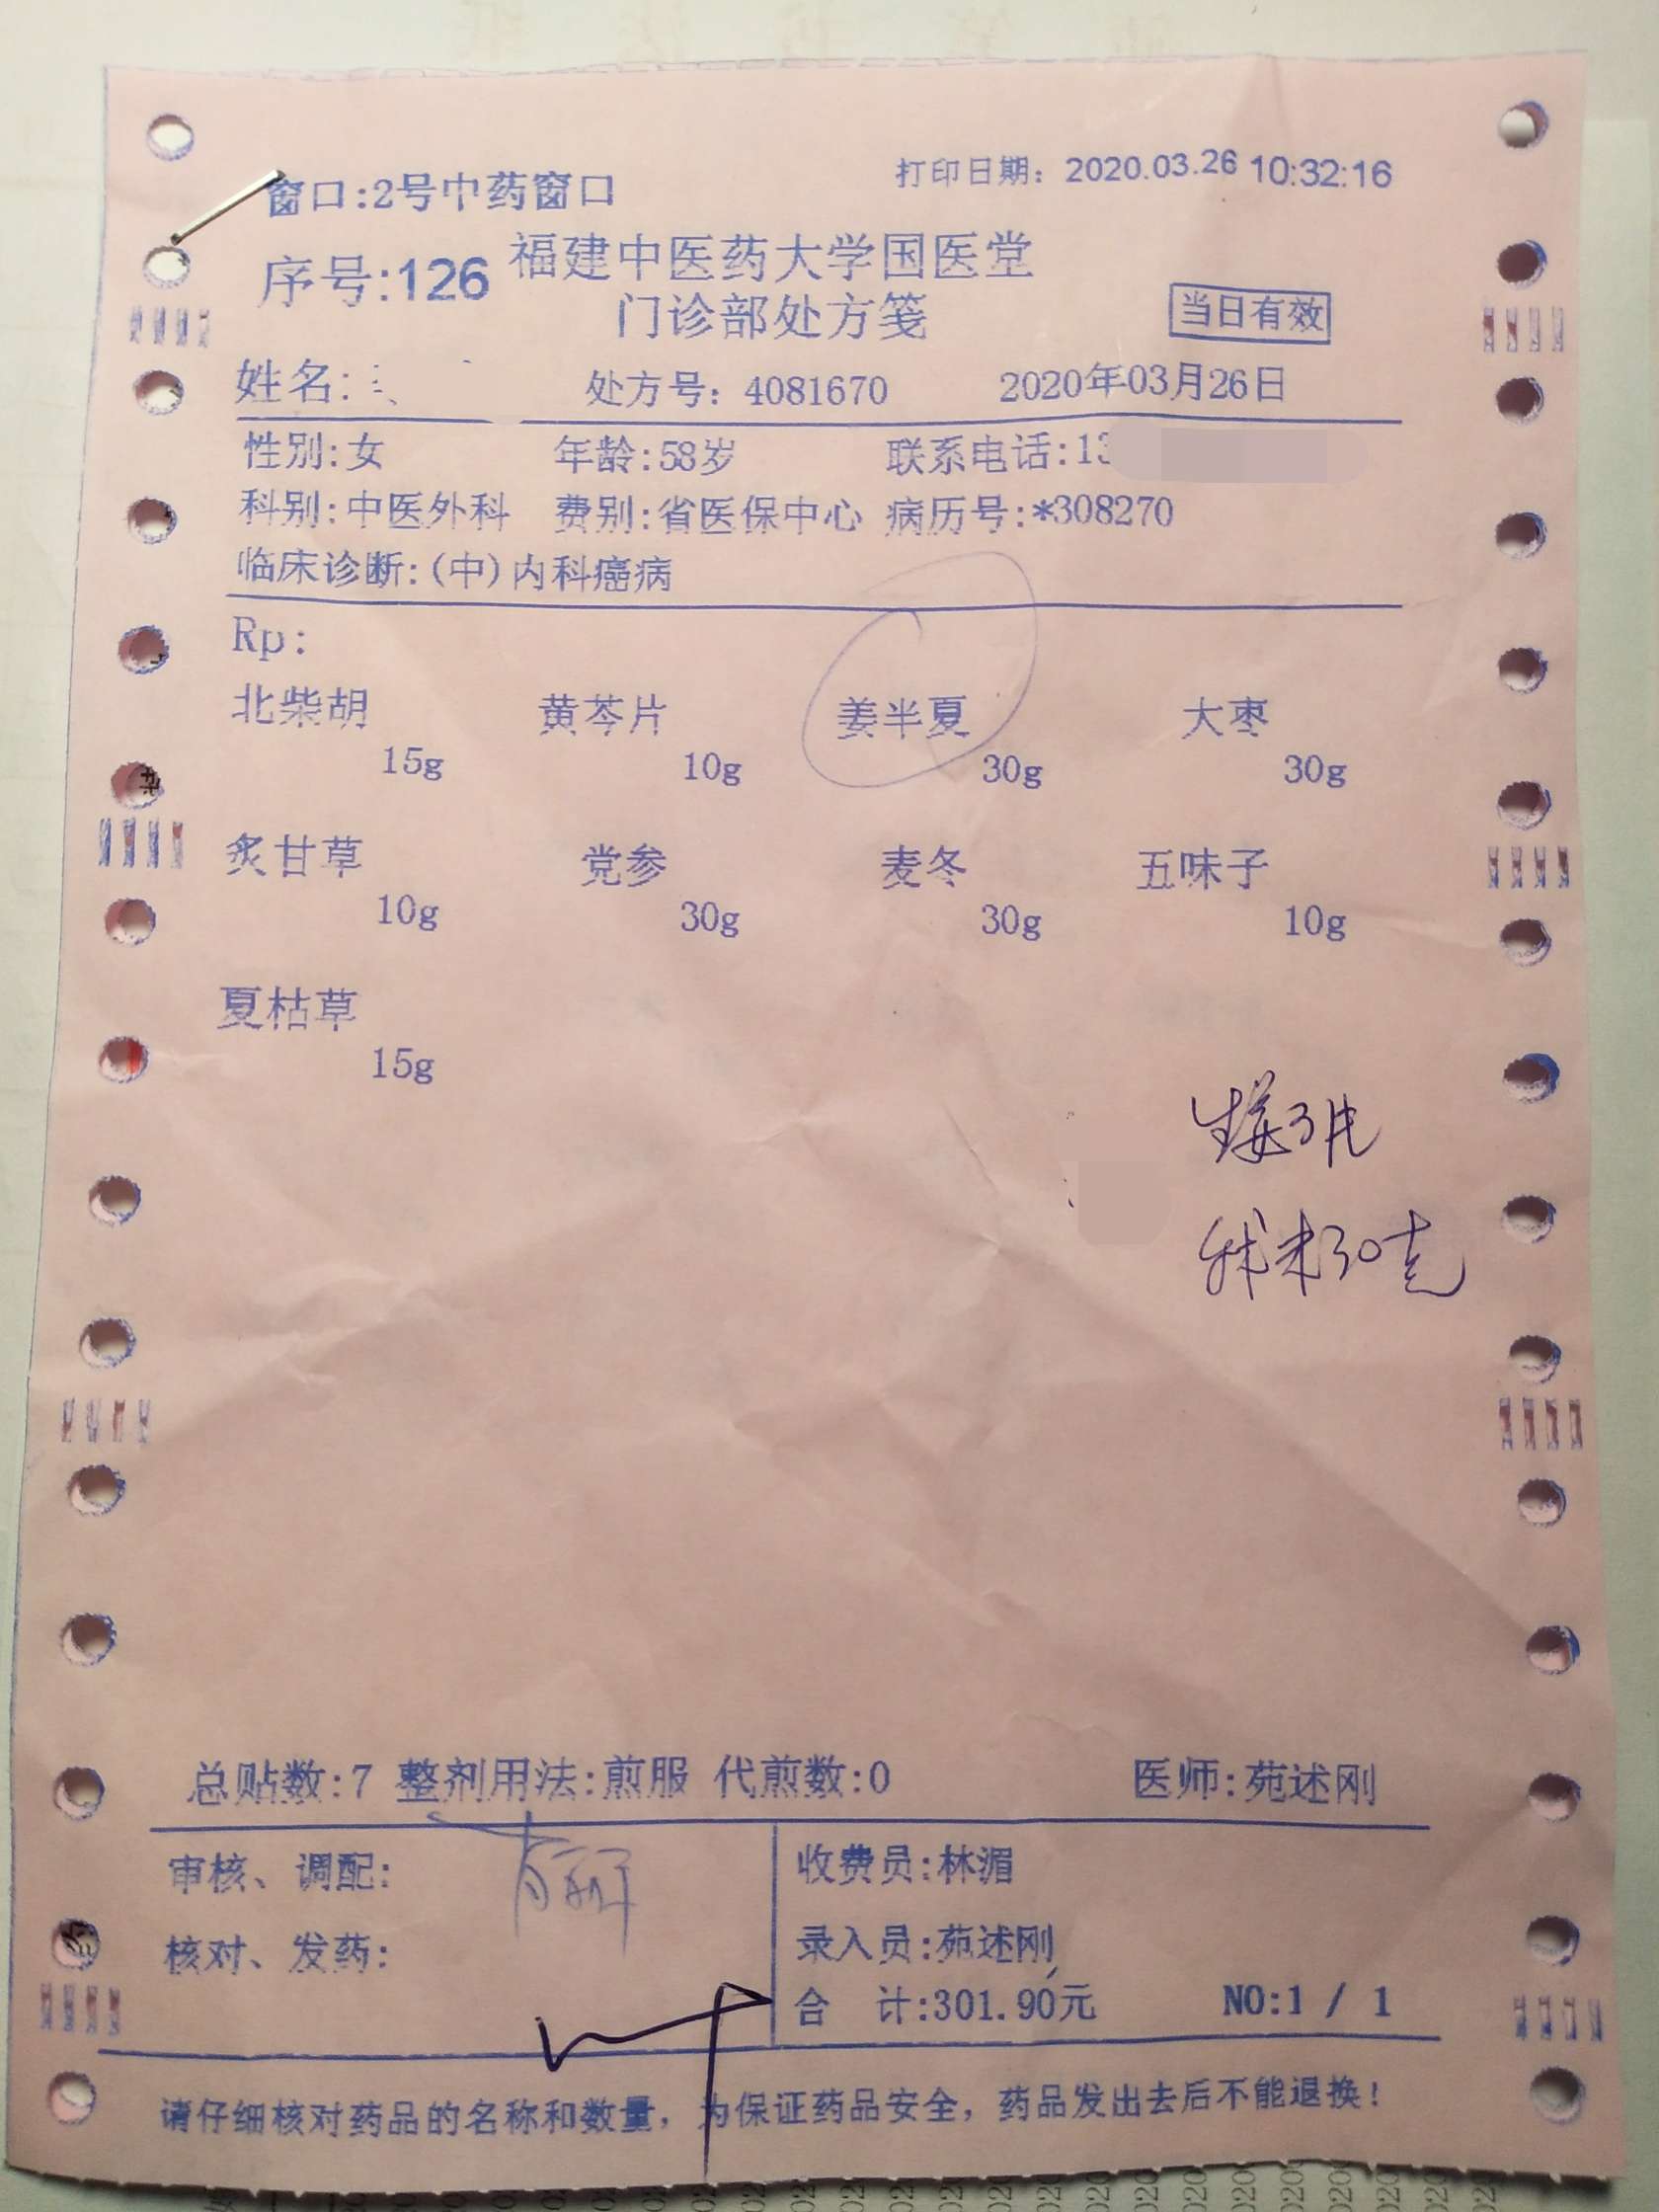 窗口:2号中药窗口
打印日期: 2020.03.26 10:32:16
序号:126
福建中医药大学国医堂
门诊部处方笺
当日有效
姓名:
处方号: 4081670
2020年03月26日
性别:女 年龄:58岁 联系电话:13
科别:中医外科 费别:省医保中心 病历号:*308270
临床诊断:(中)内科癌病
Rp:
北柴胡 黄芩片 姜半夏 大枣
15g 10g 30g 30g
炙甘草 党参 麦冬 五味子
10g 30g 30g 10g
夏枯草
15g
生姜3片
30克
总贴数:7 整剂用法:煎服 代煎数:0 医师:苑述刚
审核、调配:
收费员:林湄
核对、发药:
录入员:苑述刚
合 计:301.90元 NO:1 / 1
请仔细核对药品的名称和数量，为保证药品安全，药品发出去后不能退换!